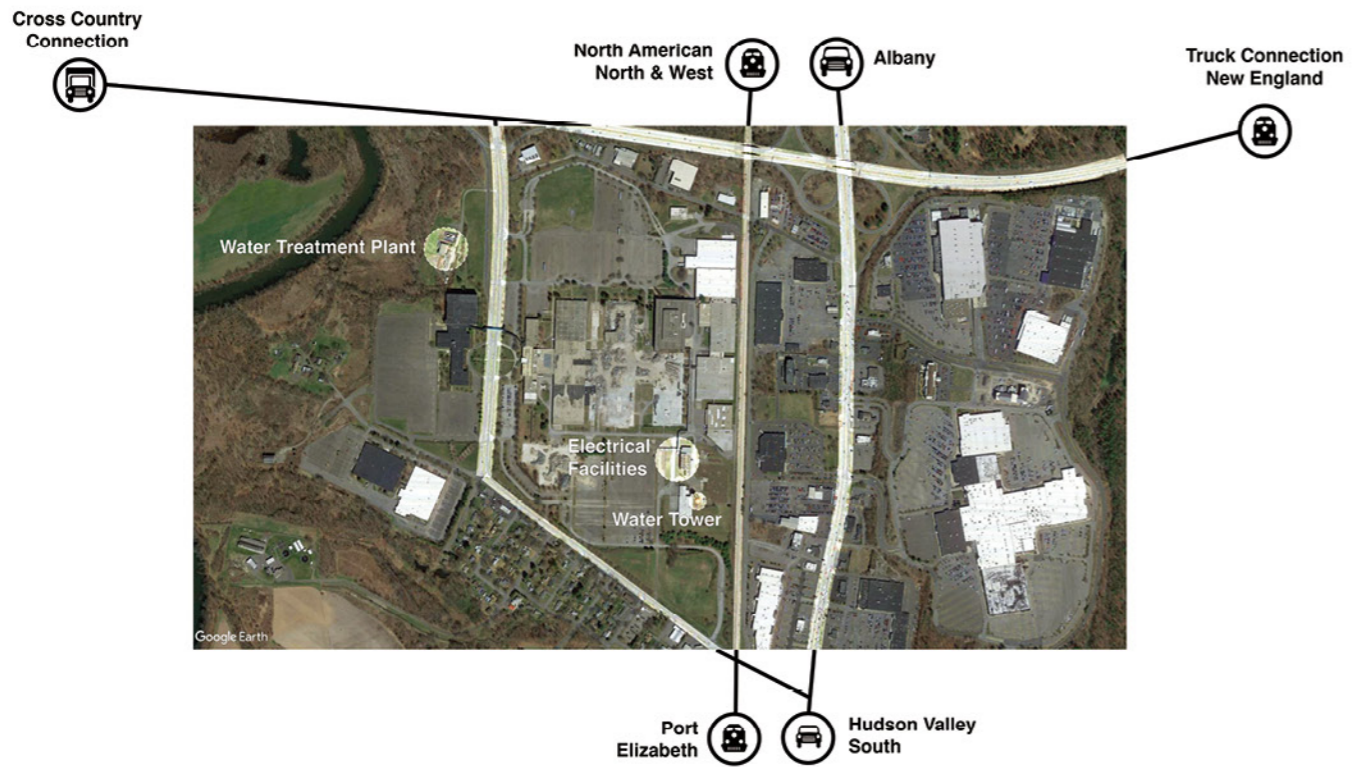 Cross Country
Connection
North American
North & West
Albany
Truck Connection
New England
Water Treatment Plant
Electrical
Facilities
Water Tower
Google Earth
Port
Elizabeth
Hudson Valley
South